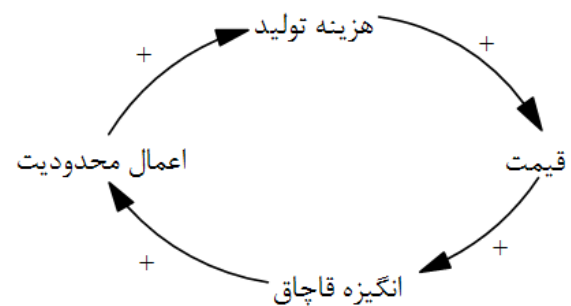 هزینه تولید
+
+
اعمال محدودیت
قیمت
+
+
انگیزه قاچاق